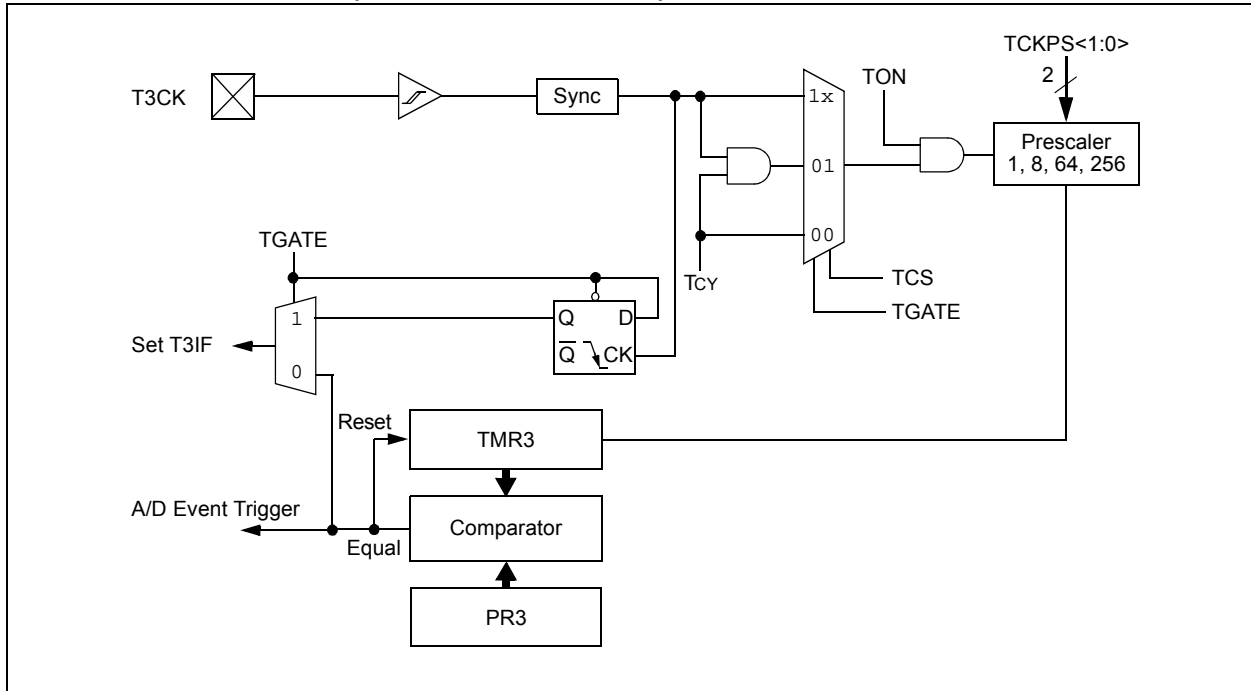 TCKPS<1:0>
2
TON
T3CK
Sync
1x
Prescaler
1, 8, 64, 256
01
00
TGATE
TCY
TCS
TGATE
1
Q
D
Set T3IF
Q
CK
0
Reset
TMR3
A/D Event Trigger
Equal
Comparator
PR3